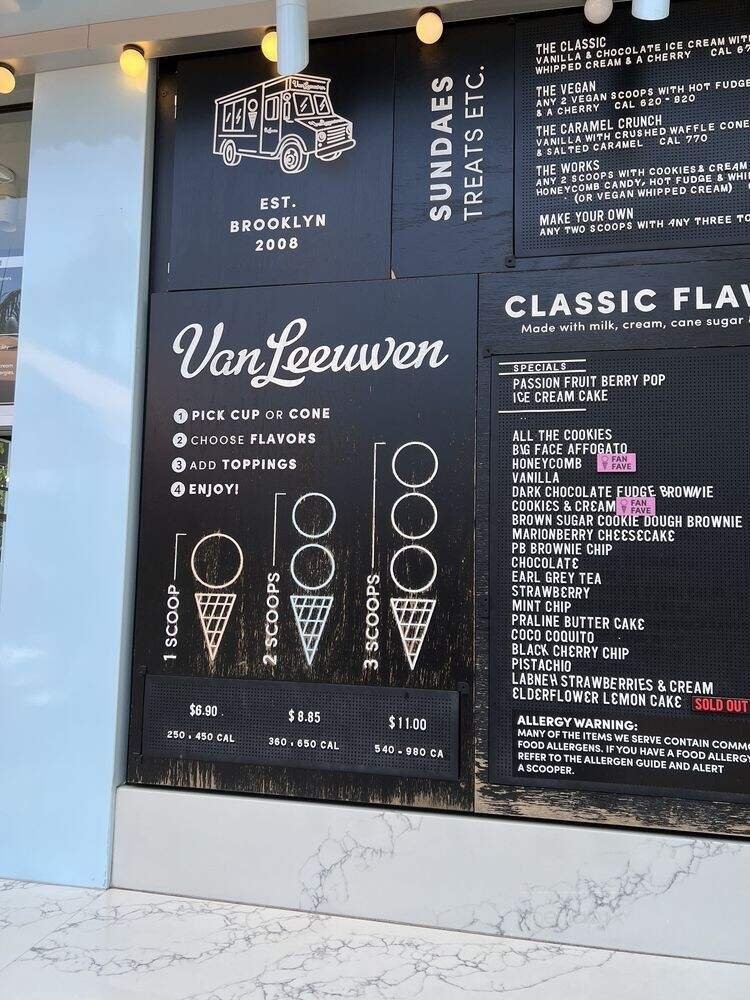 EST.
BROOKLYN
2008
SUNDAES
TREATS ETC.
THE CLASSIC
VANILLA & CHOCOLATE ICE CREAM WITH
WHIPPED CREAM & A CHERRY CAL 67
THE VEGAN
ANY 2 VEGAN SCOOPS WITH HOT FUDGE
& A CHERRY CAL 620 - 920
THE CARAMEL CRUNCH
VANILLA WITH CRUSHED WAFFLE CONE
& SALTED CARAMEL CAL 770
THE WORKS
ANY 2 SCOOPS WITH COOKIES & CREAM
HONEYCOMB CANDY, HOT FUDGE & WHI
(OR VEGAN WHIPPED CREAM)
MAKE YOUR OWN
ANY TWO SCOOPS WITH ANY THREE TO
Van Leeuwen
1 PICK CUP OR CONE
2 CHOOSE FLAVORS
3 ADD TOPPINGS
4 ENJOY!
1 SCOOP
2 SCOOPS
3 SCOOPS
$6.90
$8.85
$11.00
250 - 450 CAL
360 - 650 CAL
540 - 980 CA
CLASSIC FLAV
Made with milk, cream, cane sugar
SPECIALS
PASSION FRUIT BERRY POP
ICE CREAM CAKE
ALL THE COOKIES
BIG FACE AFFOGATO
HONEYCOMB FAN FAVE
VANILLA
DARK CHOCOLATE FUDGE BROWNIE
COOKIES & CREAM FAN FAVE
BROWN SUGAR COOKIE DOUGH BROWNIE
MARIONBERRY CHEESECAKE
PB BROWNIE CHIP
CHOCOLATE
EARL GREY TEA
STRAWBERRY
MINT CHIP
PRALINE BUTTER CAKE
COCO COQUITO
BLACK CHERRY CHIP
PISTACHIO
LABNEH STRAWBERRIES & CREAM
ELDERFLOWER LEMON CAKE SOLD OUT
ALLERGY WARNING:
MANY OF THE ITEMS WE SERVE CONTAIN COMMO
FOOD ALLERGENS. IF YOU HAVE A FOOD ALLERGY
REFER TO THE ALLERGEN GUIDE AND ALERT
A SCOOPER.